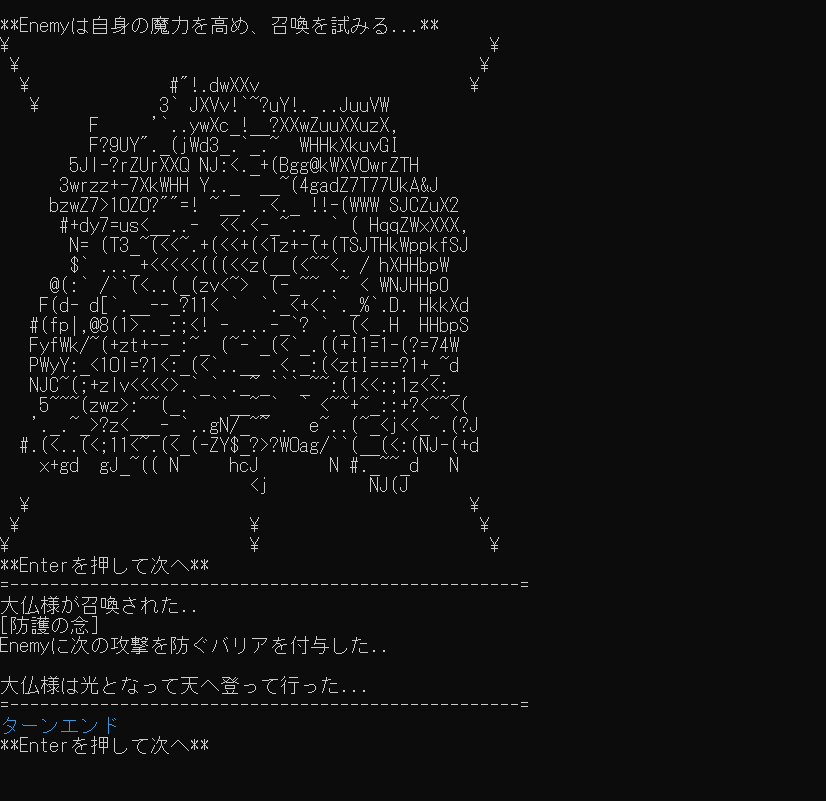 **Enemyは自身の魔力を高め、召喚を試みる...**
¥                                                ¥
 ¥                                              ¥
  ¥              #"!.dwXXv                     ¥
   ¥            3` JXVv!`~?uY!. ..JuuVW
         F     '`..ywXc_!__?XXwZuuXXuzX,
         F?9UY"._(jWd3_.`_.~  WHHkXkuvGI
       5JI-?rZUrXXQ NJ:<._+(Bgg@kWXVOwrZTH
      3wrzz+-7XkWHH Y.._  __~(4gadZ7T77UkA&J
     bzwZ7>1OZO?""=! ~__. .<._ !!-(WWW SJCZuX2
      #+dy7=us<__..-  <<.<-_~.._ ` ( HqqZWxXXX,
       N= (T3_~(<<~.+(<<+(<1z+-(+(TSJTHkWppkfSJ
       $` ..._+<<<<<(((<<z(__(<~~<. / hXHHbpW
     @(:` /``(<..(_(zv<~>  (-_~~..~ < WNJHHpO
    F(d- d[`.__--_?11< `  `._<+<.`._%`.D. HkkXd
   #(fp|,@8(1>.._:;<! - ...-_`? `._(<_.H  HHbpS
   FyfWk/~(+zt+--_:~_ (~-`_(<`_.((+I1=1-(?=74W
   PWyY:_<1OI=?1<:_(<`..__ .<._:(<ztI===?1+_~d
   NJC~(;+zIv<<<<>.`_` . ~_```~~:(1<<:;1z<<:_
    5~~~(zwz>:~~(_.` ``__ _` ` <~~+~_::+?<~~<(
   '._.~_>?z<___-_`..gN/_~~ .  e~..(~_<j<<_~.(?J
  #.(<..(<;11<~.(<_(-ZY$_?>?WOag/``(__(<:(NJ-(+d
    x+gd  gJ_~(( N     hcJ       N #._~~_d   N
                         <j          NJ(J
  ¥                                            ¥
 ¥                       ¥                      ¥
¥                        ¥                       ¥
**Enterを押して次へ**
=---------------------------------------------------=
大仏様が召喚された..
[防護の念]
Enemyに次の攻撃を防ぐバリアを付与した..
大仏様は光となって天へ登って行った...
=---------------------------------------------------=
ターンエンド
**Enterを押して次へ**